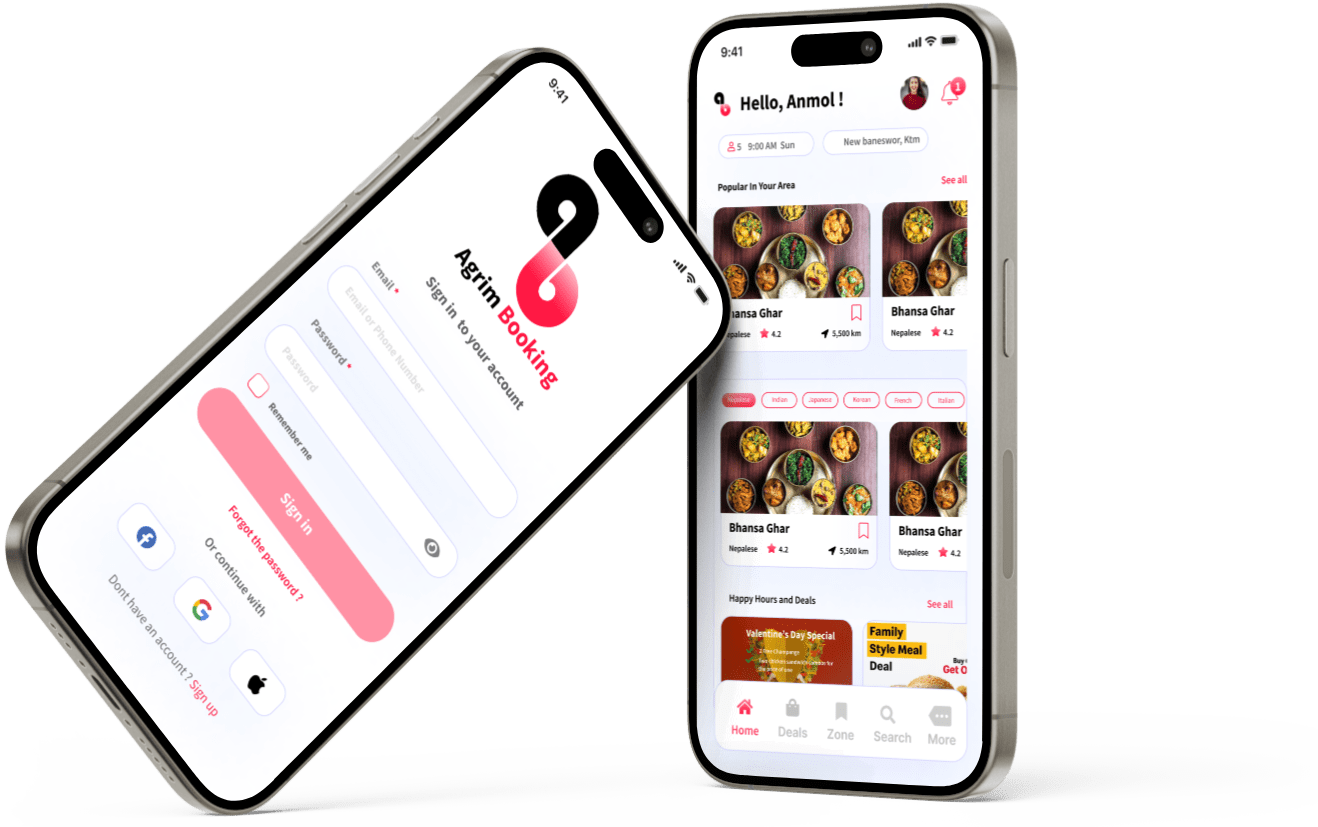 9:41
Agrim Booking
Sign in to your account
Email *
Email or Phone Number
Password *
Password
Remember me
Sign in
Forgot the password ?
Or continue with
Dont have an account ? Sign up
9:41
Hello, Anmol !
1
5 9:00 AM Sun
New baneswor, Ktm
Popular In Your Area
See all
Bhansa Ghar
Nepalese 4.2
5,500 km
Bhansa Ghar
Nepalese 4.2
Nepalese
Indian
Japanese
Korean
French
Italian
Bhansa Ghar
Nepalese 4.2
5,500 km
Bhansa Ghar
Nepalese 4.2
Happy Hours and Deals
See all
Valentine's Day Special
Family
Style Meal
Deal
Buy
Get O
Home
Deals
Zone
Search
More